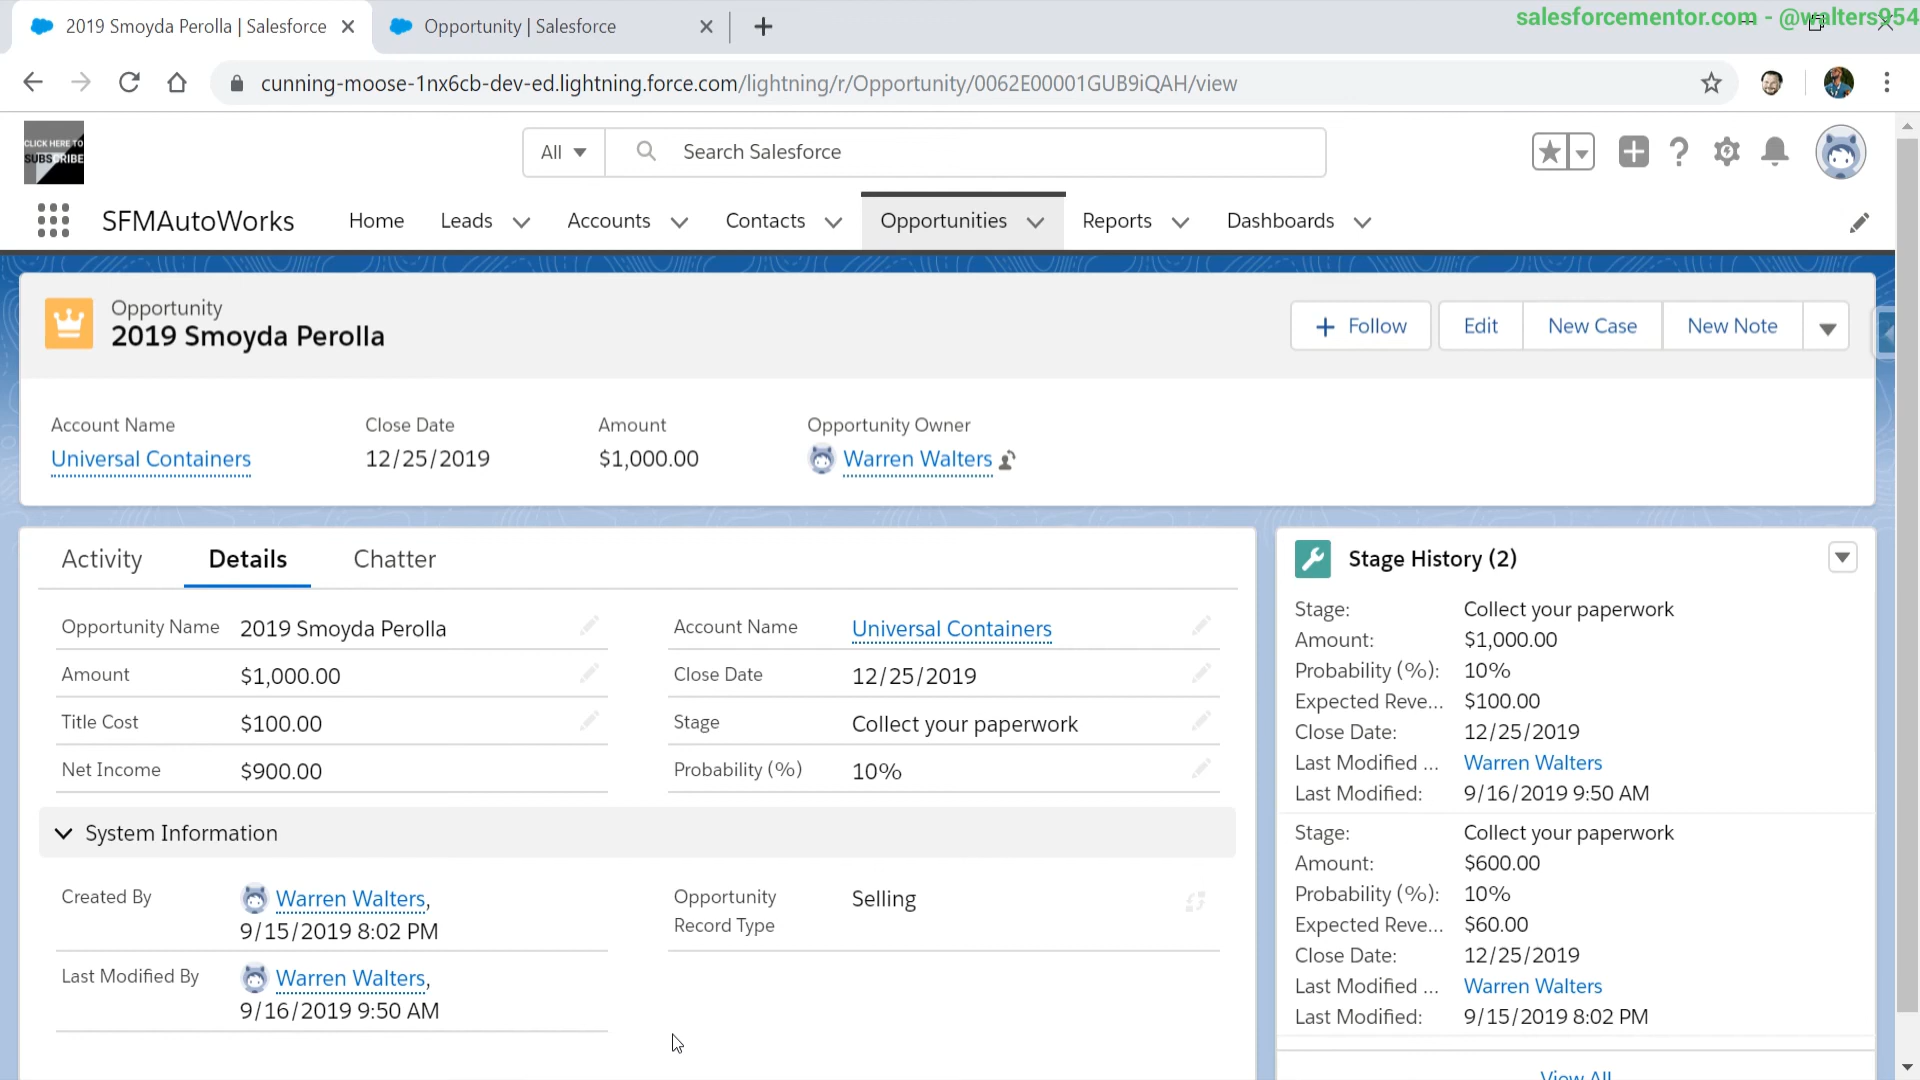 salesforcementor.com - @walters954
2019 Smoyda Perolla | Salesforce
Opportunity | Salesforce
cunning-moose-1nx6cb-dev-ed.lightning.force.com/lightning/r/Opportunity/0062E00001GUB9iQAH/view
CLICK HERE TO
SUBSCRIBE
All
Search Salesforce
SFMAutoWorks
Home
Leads
Accounts
Contacts
Opportunities
Reports
Dashboards
Opportunity
2019 Smoyda Perolla
+ Follow
Edit
New Case
New Note
Account Name
Close Date
Amount
Opportunity Owner
Universal Containers
12/25/2019
$1,000.00
Warren Walters
Activity
Details
Chatter
Opportunity Name 2019 Smoyda Perolla
Account Name Universal Containers
Amount $1,000.00
Close Date 12/25/2019
Title Cost $100.00
Stage Collect your paperwork
Net Income $900.00
Probability (%) 10%
System Information
Created By Warren Walters,
9/15/2019 8:02 PM
Opportunity Selling
Record Type
Last Modified By Warren Walters,
9/16/2019 9:50 AM
Stage History (2)
Stage: Collect your paperwork
Amount: $1,000.00
Probability (%): 10%
Expected Reve... $100.00
Close Date: 12/25/2019
Last Modified ... Warren Walters
Last Modified: 9/16/2019 9:50 AM
Stage: Collect your paperwork
Amount: $600.00
Probability (%): 10%
Expected Reve... $60.00
Close Date: 12/25/2019
Last Modified ... Warren Walters
Last Modified: 9/15/2019 8:02 PM
View All